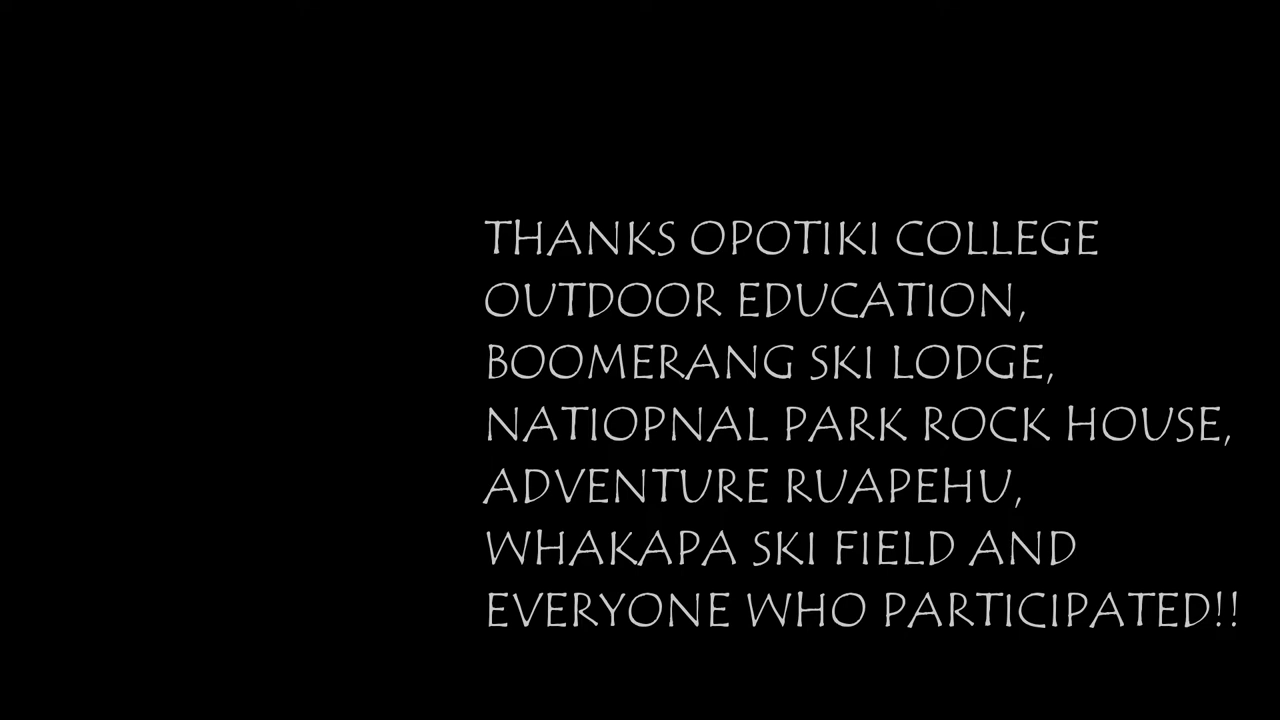 THANKS OPOTIKI COLLEGE
OUTDOOR EDUCATION,
BOOMERANG SKI LODGE,
NATIOPNAL PARK ROCK HOUSE,
ADVENTURE RUAPEHU,
WHAKAPA SKI FIELD AND
EVERYONE WHO PARTICIPATED!!